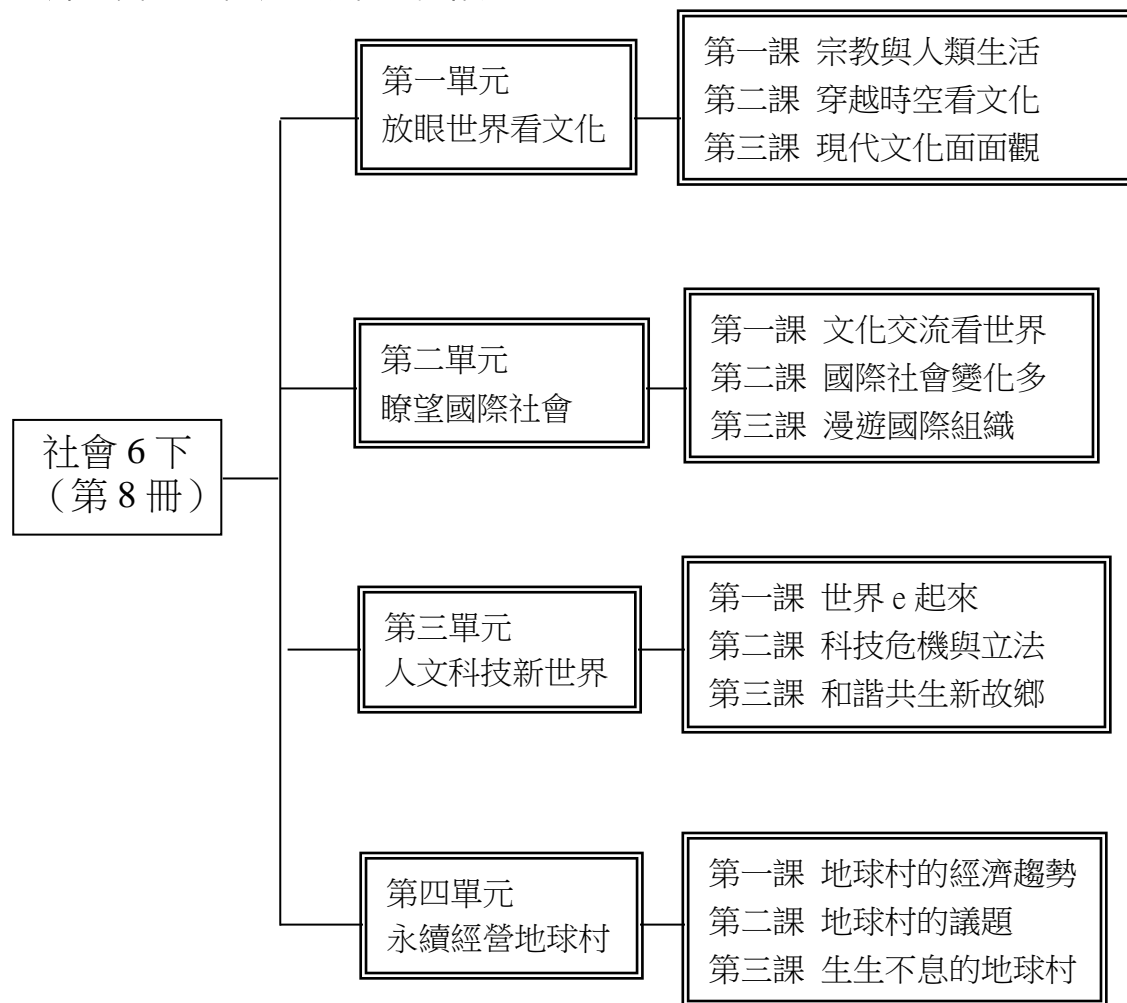 社會 6 下
（第 8 冊）
第一單元
放眼世界看文化
第一課 宗教與人類生活
第二課 穿越時空看文化
第三課 現代文化面面觀
第二單元
瞭望國際社會
第一課 文化交流看世界
第二課 國際社會變化多
第三課 漫遊國際組織
第三單元
人文科技新世界
第一課 世界 e 起來
第二課 科技危機與立法
第三課 和諧共生新故鄉
第四單元
永續經營地球村
第一課 地球村的經濟趨勢
第二課 地球村的議題
第三課 生生不息的地球村